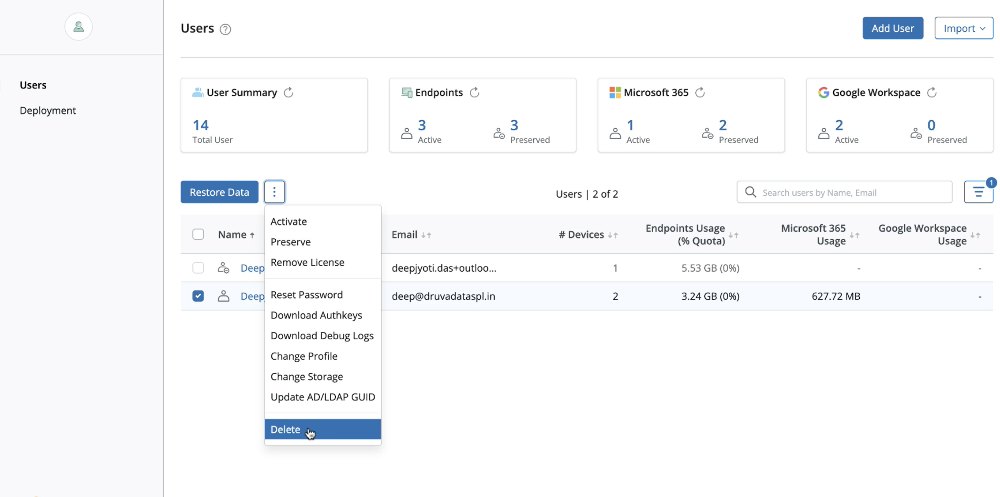 Users
Add User
Import
Users
Deployment
User Summary
Endpoints
Microsoft 365
Google Workspace
14
Total User
3
Active
3
Preserved
1
Active
2
Preserved
2
Active
0
Preserved
Restore Data
Users | 2 of 2
Search users by Name, Email
1
Name
Email
# Devices
Endpoints Usage
(% Quota)
Microsoft 365
Usage
Google Workspace
Usage
Deep
deepjyoti.das+outloo...
1
5.53 GB (0%)
-
-
Deep
deep@druvadataspl.in
2
3.24 GB (0%)
627.72 MB
-
Activate
Preserve
Remove License
Reset Password
Download Authkeys
Download Debug Logs
Change Profile
Change Storage
Update AD/LDAP GUID
Delete